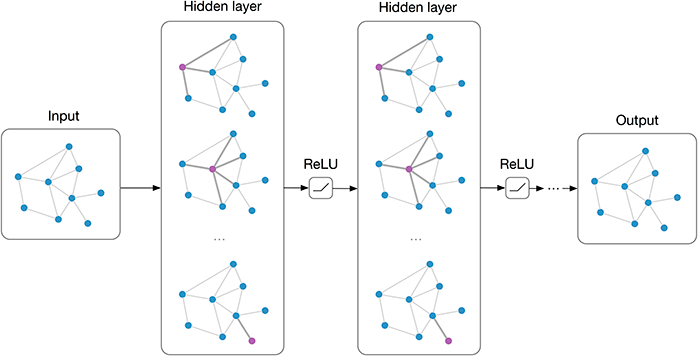 Hidden layer
Hidden layer
Input
Output
ReLU
ReLU
...
...
...